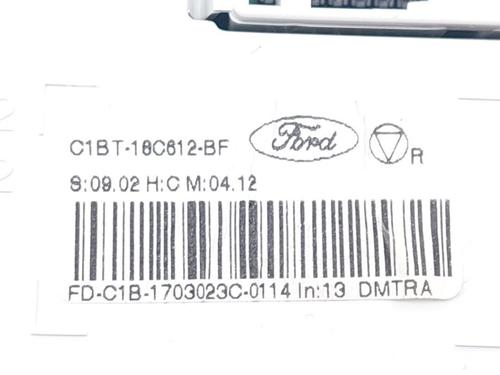 C1BT-18C612-BF
Ford
R
S:09.02 H:C M:04.12
FD-C1B-1703023C-0114 In:13 DMTRA